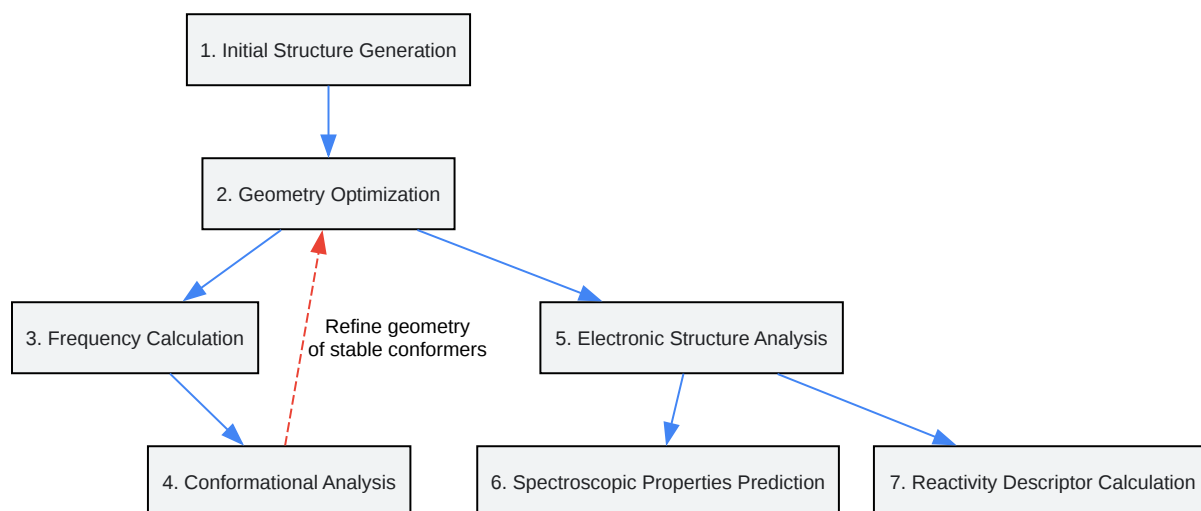 1. Initial Structure Generation
2. Geometry Optimization
3. Frequency Calculation
Refine geometry
of stable conformers
5. Electronic Structure Analysis
4. Conformational Analysis
6. Spectroscopic Properties Prediction
7. Reactivity Descriptor Calculation